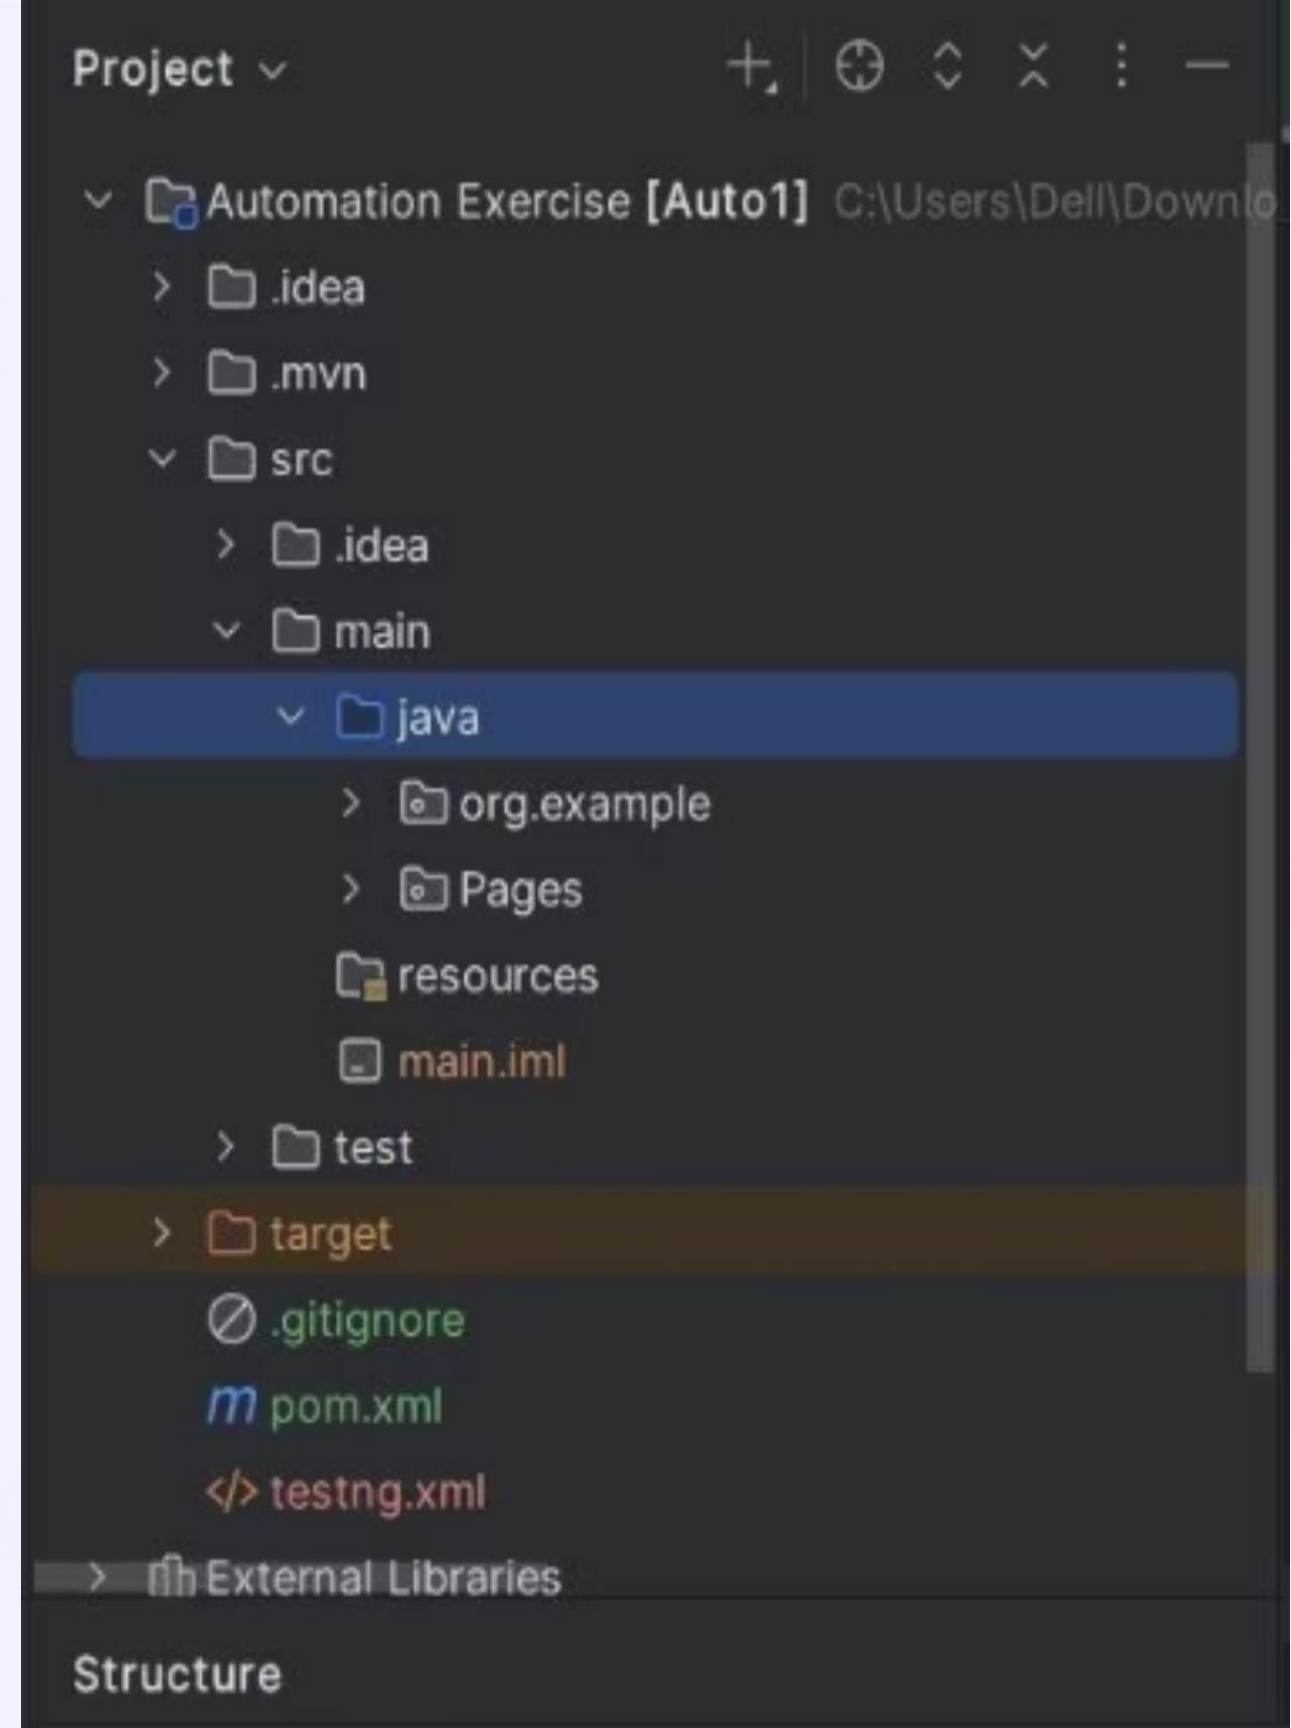 Project
Automation Exercise [Auto1] C:\Users\Dell\Downlo
.idea
.mvn
src
.idea
main
java
org.example
Pages
resources
main.iml
test
target
.gitignore
m pom.xml
</> testng.xml
External Libraries
Structure